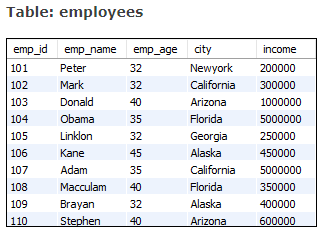 Table: employees
emp_id emp_name emp_age city income
101 Peter 32 Newyork 200000
102 Mark 32 California 300000
103 Donald 40 Arizona 1000000
104 Obama 35 Florida 5000000
105 Linklon 32 Georgia 250000
106 Kane 45 Alaska 450000
107 Adam 35 California 5000000
108 Macculam 40 Florida 350000
109 Brayan 32 Alaska 400000
110 Stephen 40 Arizona 600000